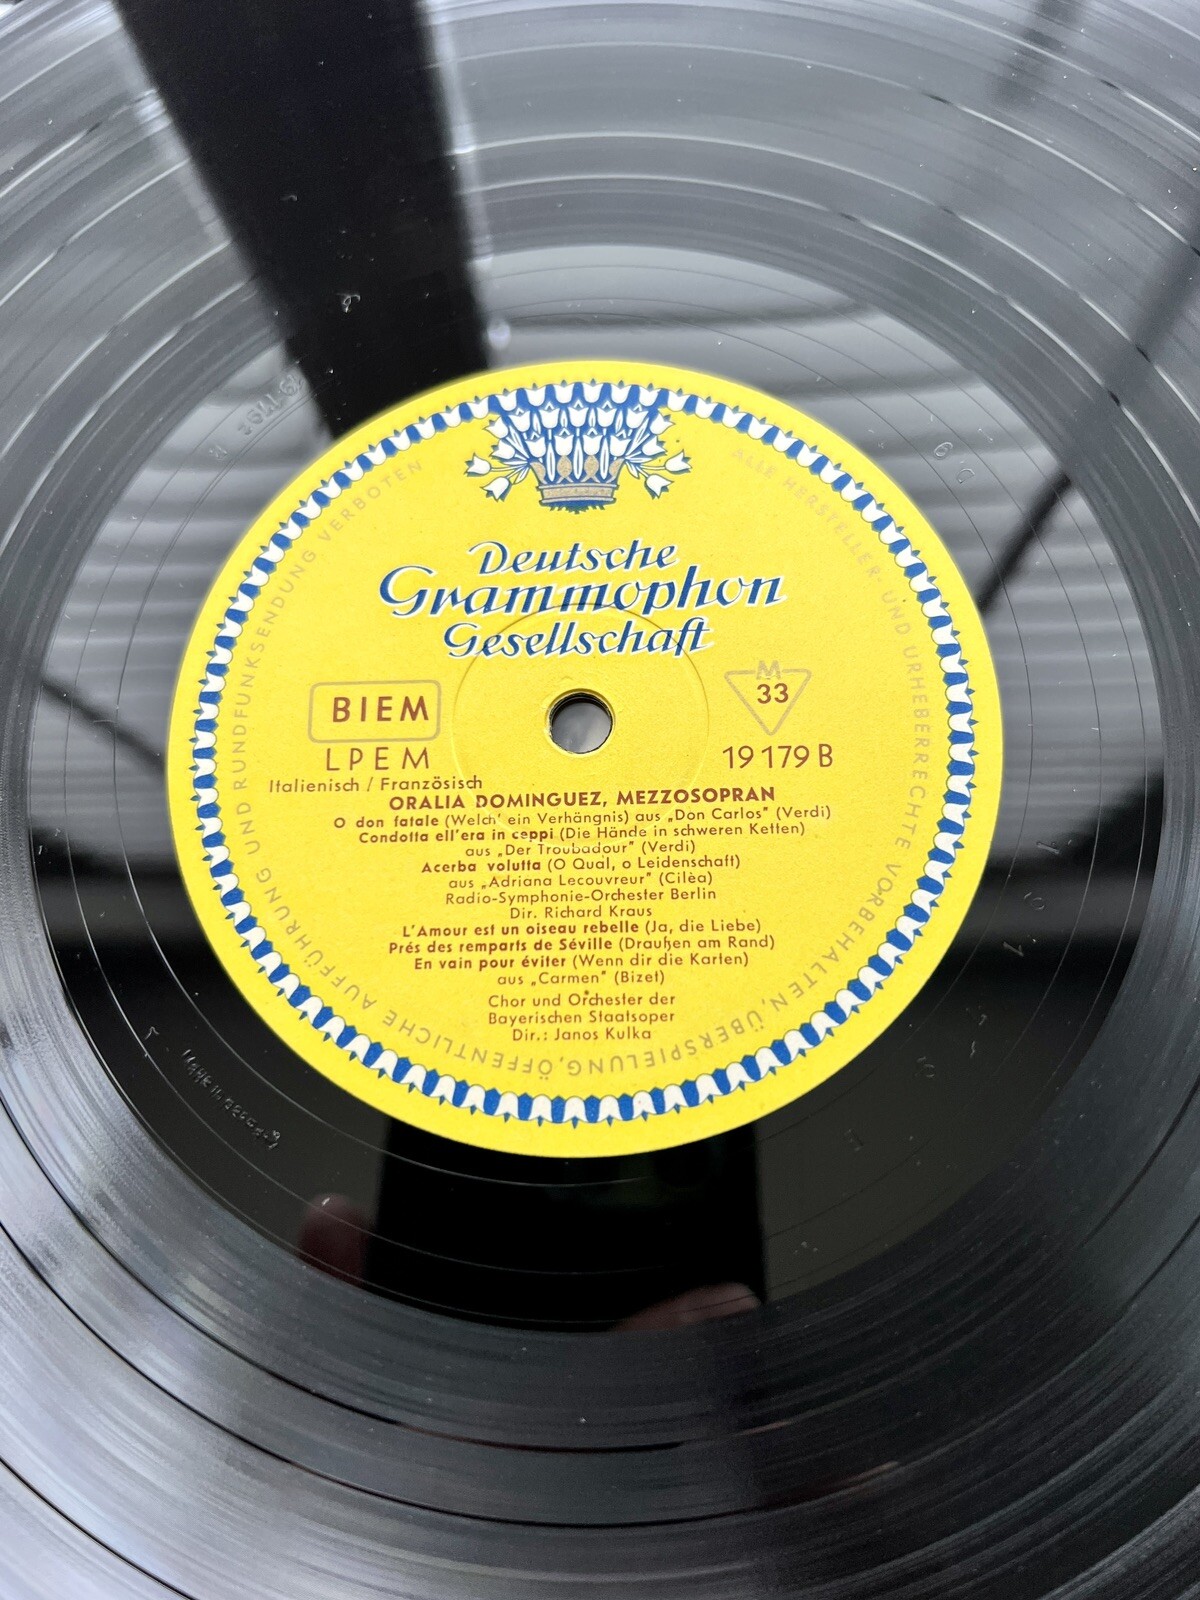 Deutsche
Grammophon
Gesellschaft
BIEM
M
33
LPEM
19 179 B
Italienisch / Französisch
ORALIA DOMINGUEZ, MEZZOSOPRAN
O don fatale (Welch' ein Verhängnis) aus „Don Carlos" (Verdi)
Condotta ell'era in ceppi (Die Hände in schweren Ketten)
aus „Der Troubadour" (Verdi)
Acerba volutta (O Qual, o Leidenschaft)
aus „Adriana Lecouvreur" (Cilèa)
Radio-Symphonie-Orchester Berlin
Dir. Richard Kraus
L'Amour est un oiseau rebelle (Ja, die Liebe)
Prés des remparts de Séville (Draußen am Rand)
En vain pour éviter (Wenn dir die Karten)
aus „Carmen" (Bizet)
Chor und Orchester der
Bayerischen Staatsoper
Dir.: Janos Kulka
ALLE HERSTELLER- UND URHEBERRECHTE VORBEHALTEN, ÜBERSPIELUNG, ÖFFENTLICHE AUFFÜHRUNG UND RUNDFUNKSENDUNG VERBOTEN